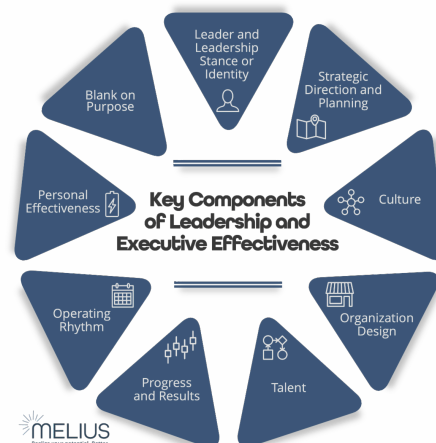 Leader and
Leadership
Stance or
Identity
Strategic
Direction and
Planning
Culture
Organization
Design
Talent
Progress
and Results
Operating
Rhythm
Personal
Effectiveness
Blank on
Purpose
Key Components
of Leadership and
Executive Effectiveness
MELIUS